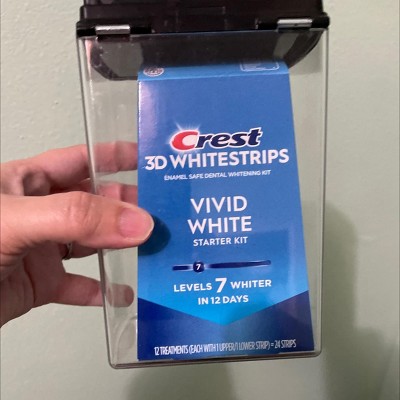 Crest
3D WHITESTRIPS
ENAMEL SAFE DENTAL WHITENING KIT
VIVID
WHITE
STARTER KIT
7
LEVELS 7 WHITER
IN 12 DAYS
12 TREATMENTS (EACH WITH 1 UPPER/1 LOWER STRIP) = 24 STRIPS